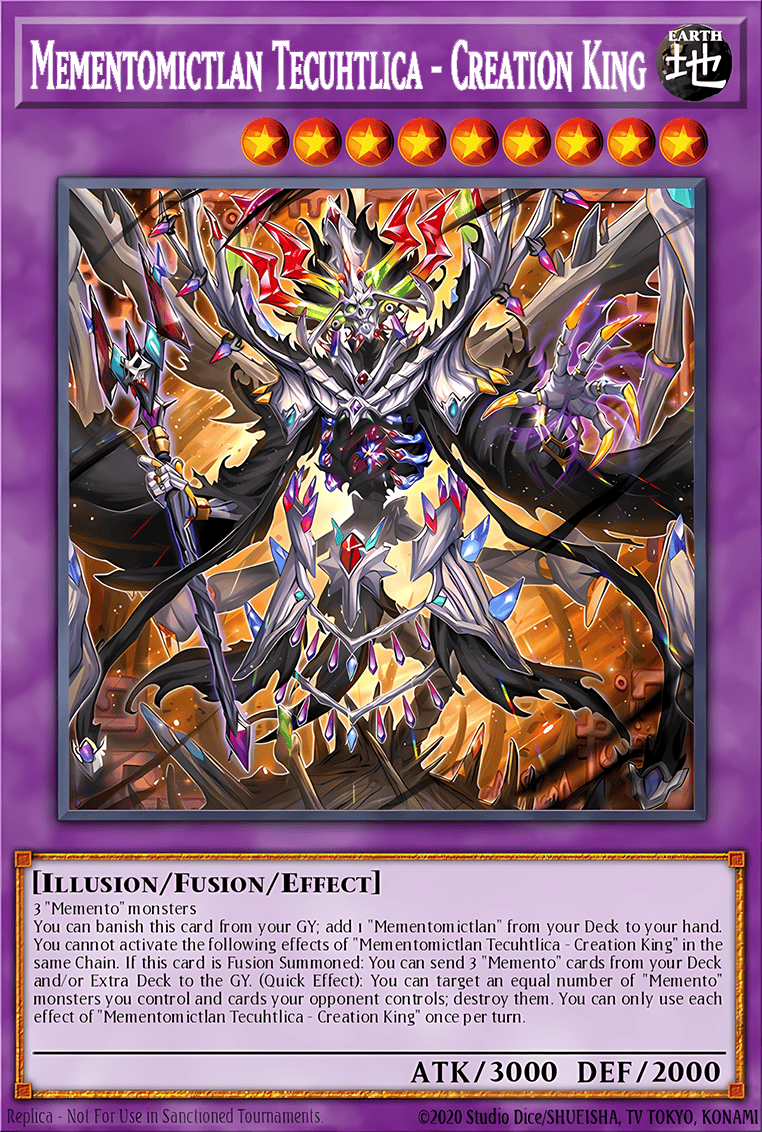 Mementomictlan Tecuhtlica - Creation King
EARTH
地
[Illusion/Fusion/Effect]
3 "Memento" monsters
You can banish this card from your GY; add 1 "Mementomictlan" from your Deck to your hand.
You cannot activate the following effects of "Mementomictlan Tecuhtlica - Creation King" in the
same Chain. If this card is Fusion Summoned: You can send 3 "Memento" cards from your Deck
and/or Extra Deck to the GY. (Quick Effect): You can target an equal number of "Memento"
monsters you control and cards your opponent controls; destroy them. You can only use each
effect of "Mementomictlan Tecuhtlica - Creation King" once per turn.
ATK/3000 DEF/2000
Replica - Not For Use in Sanctioned Tournaments.
©2020 Studio Dice/SHUEISHA, TV TOKYO, KONAMI